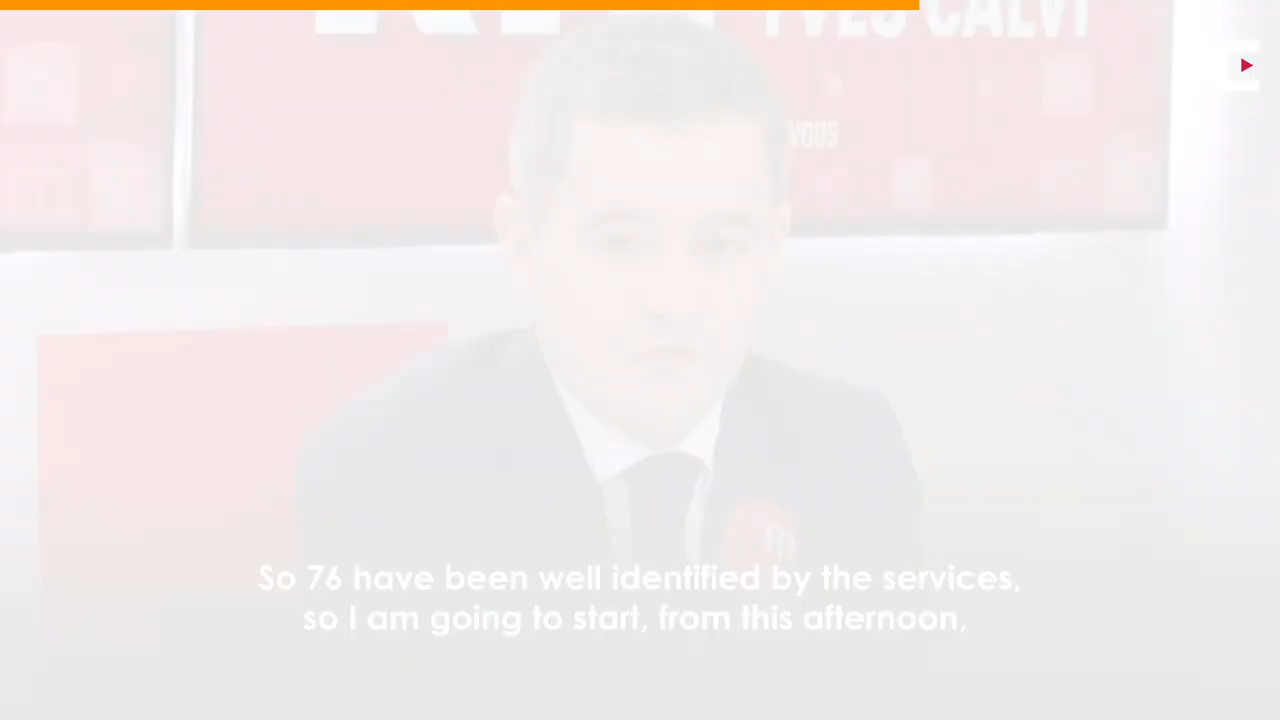 YVES CALVI
VOUS
So 76 have been well identified by the services,
so I am going to start, from this afternoon,